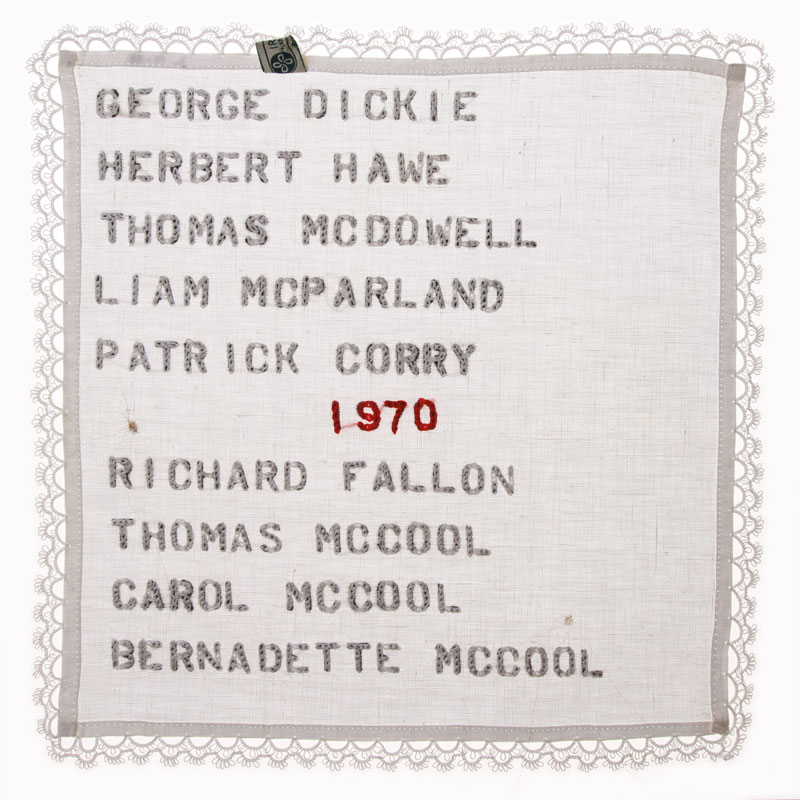 GEORGE DICKIE
HERBERT HAWE
THOMAS MCDOWELL
LIAM MCPARLAND
PATRICK CORRY
1970
RICHARD FALLON
THOMAS MCCOOL
CAROL MCCOOL
BERNADETTE MCCOOL